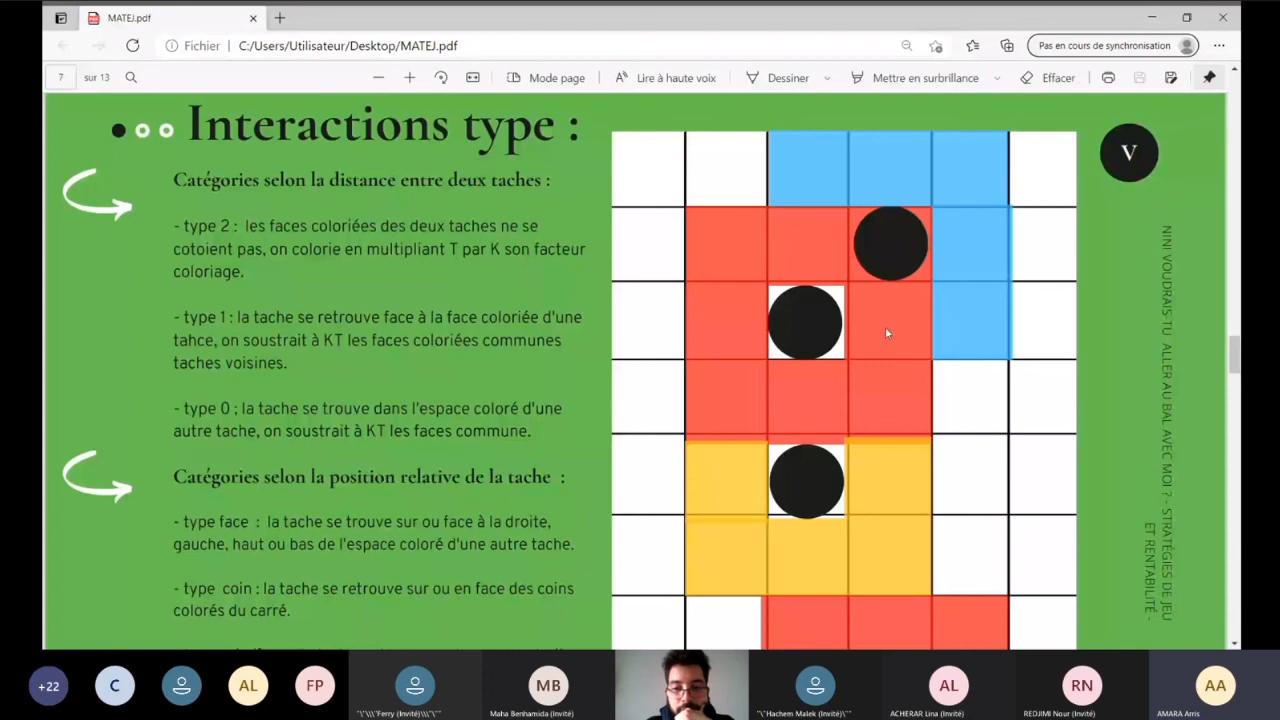 MATEJ.pdf
Fichier
C:/Users/Utilisateur/Desktop/MATEJ.pdf
Pas en cours de synchronisation
7 sur 13
Mode page
Lire à haute voix
Dessiner
Mettre en surbrillance
Effacer
Interactions type :
Catégories selon la distance entre deux taches :
- type 2 : les faces coloriées des deux taches ne se
cotoient pas, on colorie en multipliant T par K son facteur
coloriage.
- type 1 : la tache se retrouve face à la face coloriée d'une
tahce, on soustrait à KT les faces coloriées communes
taches voisines.
- type 0 ; la tache se trouve dans l'espace coloré d'une
autre tache, on soustrait à KT les faces commune.
Catégories selon la position relative de la tache :
- type face : la tache se trouve sur ou face à la droite,
gauche, haut ou bas de l'espace coloré d'une autre tache.
- type coin : la tache se retrouve sur ou en face des coins
colorés du carré.
V
NINI VOUDRAIS-TU ALLER AU BAL AVEC MOI ? - STRATÉGIES DE JEU
ET RENTABILITÉ -
+22
C
AL
FP
"\"\\\"Ferry (Invité)\\\"\""
MB
Maha Benhamida (Invité)
"\"Hachem Malek (Invité)\""
AL
ACHERAR Lina (Invité)
RN
REDJIMI Nour (Invité)
AA
AMARA Arris